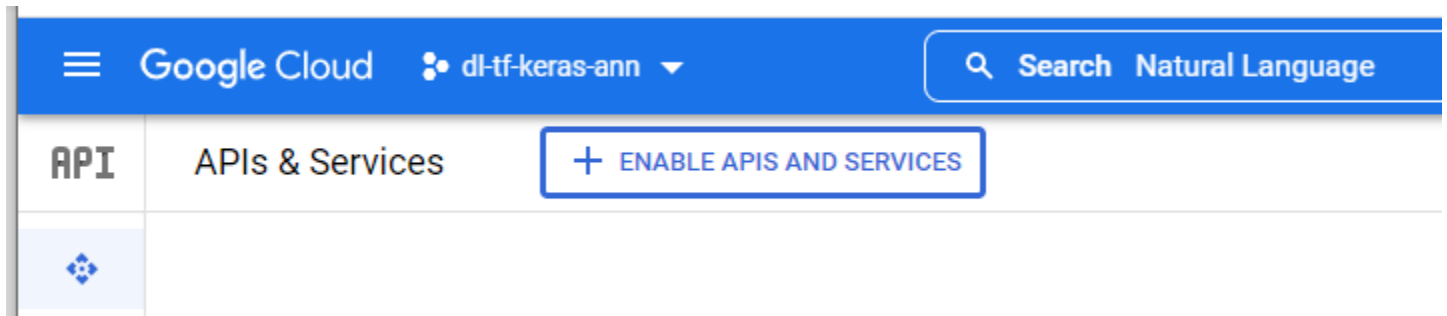 Google Cloud dl-tf-keras-ann Search Natural Language
API APIs & Services + ENABLE APIS AND SERVICES